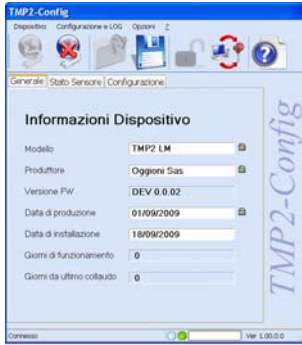 TMP2-Config
Dispositivo Configurazione e LOG Opzioni ?
Generale Stato Sensore Configurazione
Informazioni Dispositivo
Modello TMP2 LM
Produttore Oggioni Sas
Versione FW DEV 0.0.02
Data di produzione 01/09/2009
Data di installazione 18/09/2009
Giorni di funzionamento 0
Giorni da ultimo collaudo 0
TMP2-Config
Connesso Ver 1.00.0.0